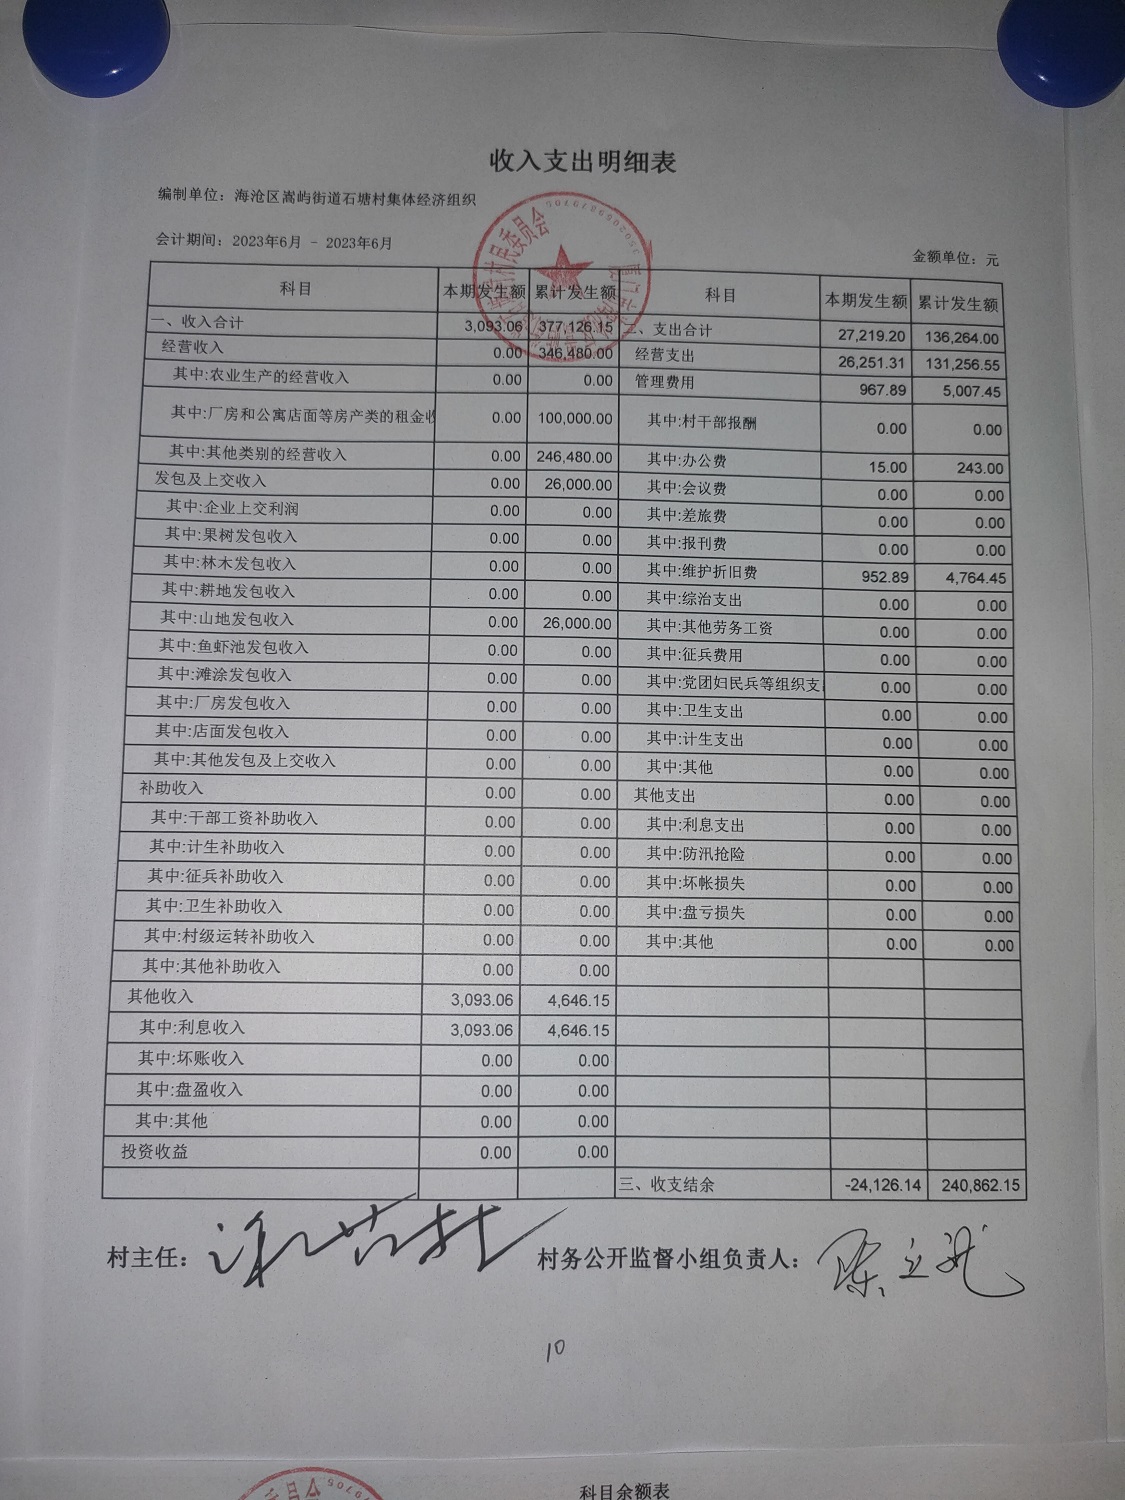 收入支出明细表
编制单位：海沧区嵩屿街道石塘村集体经济组织
会计期间：2023年6月 - 2023年6月
金额单位：元
科目 本期发生额 累计发生额 科目 本期发生额 累计发生额
一、收入合计 3,093.06 377,126.15 二、支出合计 27,219.20 136,264.00
经营收入 0.00 346,480.00 经营支出 26,251.31 131,256.55
其中:农业生产的经营收入 0.00 0.00 管理费用 967.89 5,007.45
其中:厂房和公寓店面等房产类的租金收 0.00 100,000.00 其中:村干部报酬 0.00 0.00
其中:其他类别的经营收入 0.00 246,480.00 其中:办公费 15.00 243.00
发包及上交收入 0.00 26,000.00 其中:会议费 0.00 0.00
其中:企业上交利润 0.00 0.00 其中:差旅费 0.00 0.00
其中:果树发包收入 0.00 0.00 其中:报刊费 0.00 0.00
其中:林木发包收入 0.00 0.00 其中:维护折旧费 952.89 4,764.45
其中:耕地发包收入 0.00 0.00 其中:综治支出 0.00 0.00
其中:山地发包收入 0.00 26,000.00 其中:其他劳务工资 0.00 0.00
其中:鱼虾池发包收入 0.00 0.00 其中:征兵费用 0.00 0.00
其中:滩涂发包收入 0.00 0.00 其中:党团妇民兵等组织支 0.00 0.00
其中:厂房发包收入 0.00 0.00 其中:卫生支出 0.00 0.00
其中:店面发包收入 0.00 0.00 其中:计生支出 0.00 0.00
其中:其他发包及上交收入 0.00 0.00 其中:其他 0.00 0.00
补助收入 0.00 0.00 其他支出 0.00 0.00
其中:干部工资补助收入 0.00 0.00 其中:利息支出 0.00 0.00
其中:计生补助收入 0.00 0.00 其中:防汛抢险 0.00 0.00
其中:征兵补助收入 0.00 0.00 其中:坏帐损失 0.00 0.00
其中:卫生补助收入 0.00 0.00 其中:盘亏损失 0.00 0.00
其中:村级运转补助收入 0.00 0.00 其中:其他 0.00 0.00
其中:其他补助收入 0.00 0.00
其他收入 3,093.06 4,646.15
其中:利息收入 3,093.06 4,646.15
其中:坏账收入 0.00 0.00
其中:盘盈收入 0.00 0.00
其中:其他 0.00 0.00
投资收益 0.00 0.00
三、收支结余 -24,126.14 240,862.15
村主任： 村务公开监督小组负责人：
10
科目余额表